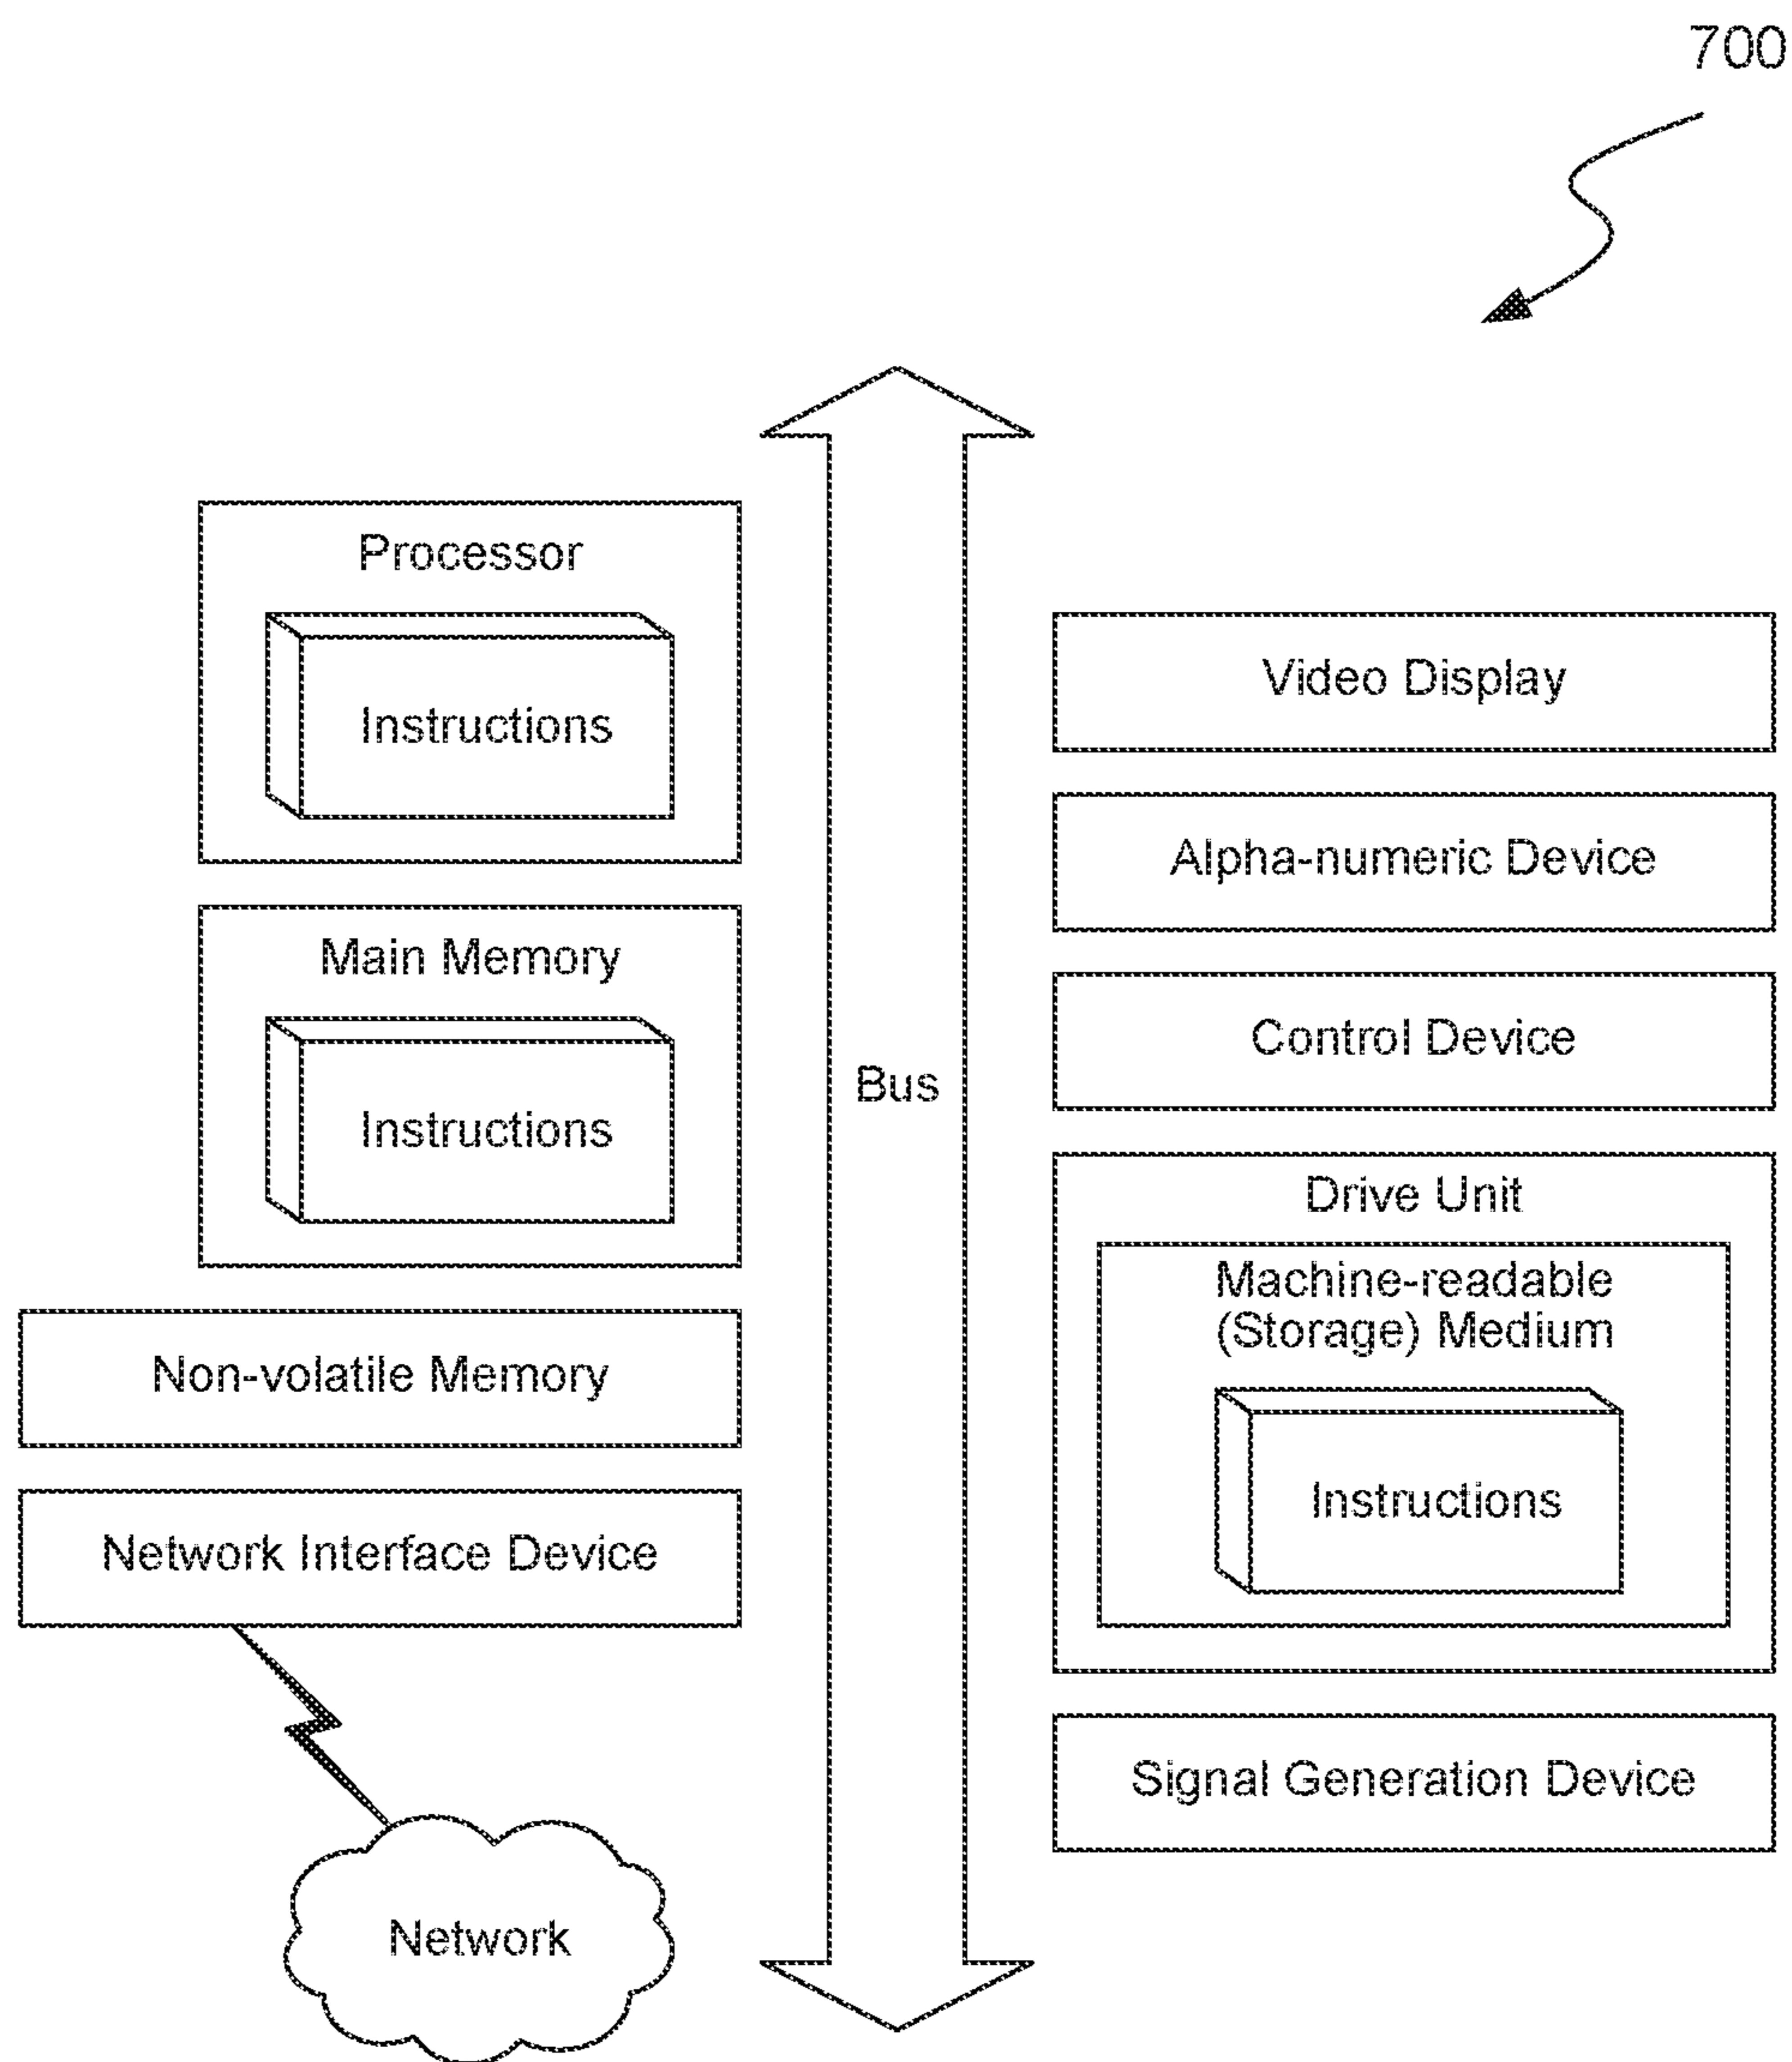 700
Processor
Instructions
Main Memory
Instructions
Non-volatile Memory
Network Interface Device
Network
Bus
Video Display
Alpha-numeric Device
Control Device
Drive Unit
Machine-readable
(Storage) Medium
Instructions
Signal Generation Device